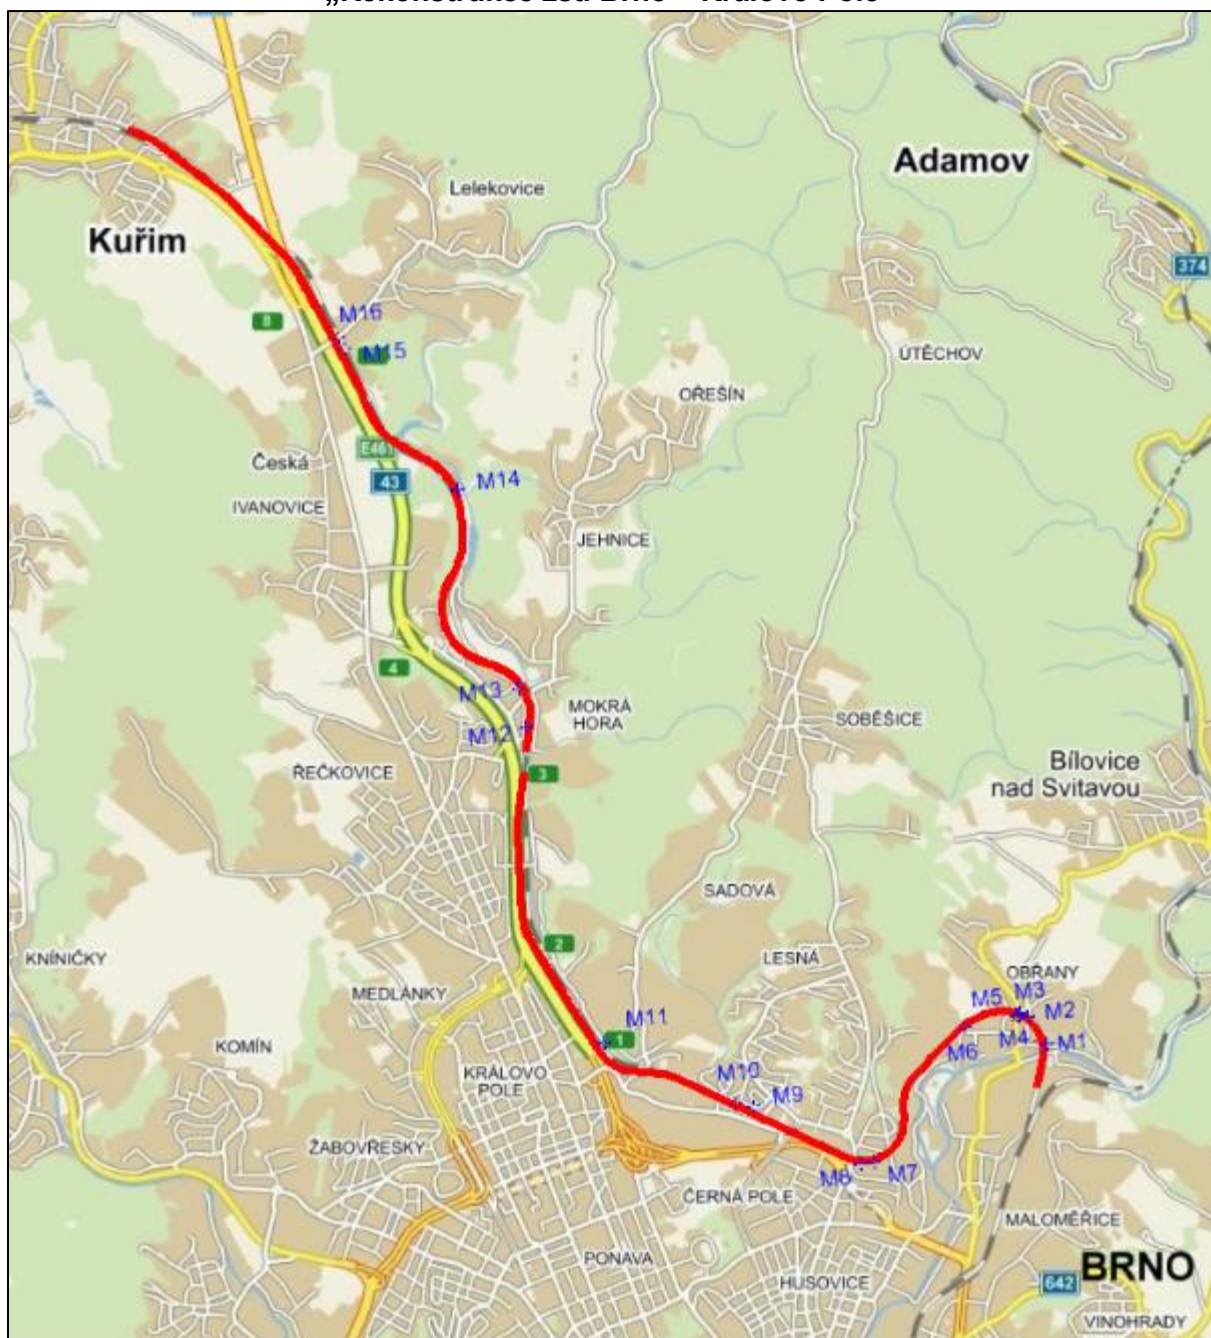 Adamov
Lelekovice
Kuřim
374
M16
8
M15
ÚTĚCHOV
OŘEŠÍN
E461
Česká
43
M14
IVANOVICE
JEHNICE
4
M13
MOKRÁ
HORA
M12
SOBĚŠICE
ŘEČKOVICE
3
Bílovice
nad Svitavou
SADOVÁ
2
KNÍNIČKY
LESNÁ
MEDLÁNKY
OBŘANY
M3
M5
M2
M11
M4
M6
M1
1
KOMÍN
KRÁLOVO
POLE
M10
M9
ŽABOVŘESKY
M8
M7
ČERNÁ POLE
MALOMĚŘICE
PONAVA
HUSOVICE
642
BRNO
VINOHRADY